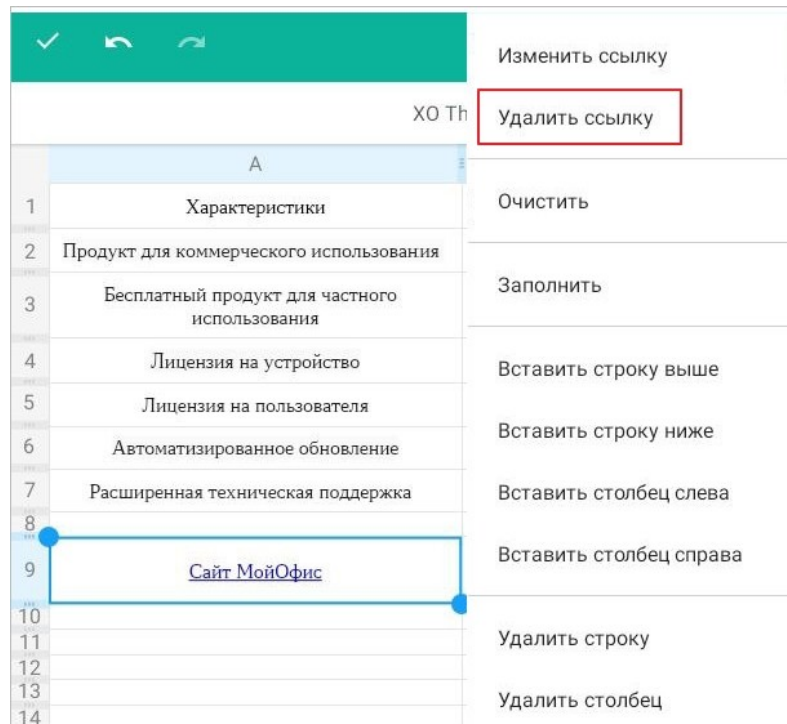 XO Th
A
1 Характеристики
2 Продукт для коммерческого использования
3 Бесплатный продукт для частного
использования
4 Лицензия на устройство
5 Лицензия на пользователя
6 Автоматизированное обновление
7 Расширенная техническая поддержка
8
9 Сайт МойОфис
10
11
12
13
14
Изменить ссылку
Удалить ссылку
Очистить
Заполнить
Вставить строку выше
Вставить строку ниже
Вставить столбец слева
Вставить столбец справа
Удалить строку
Удалить столбец